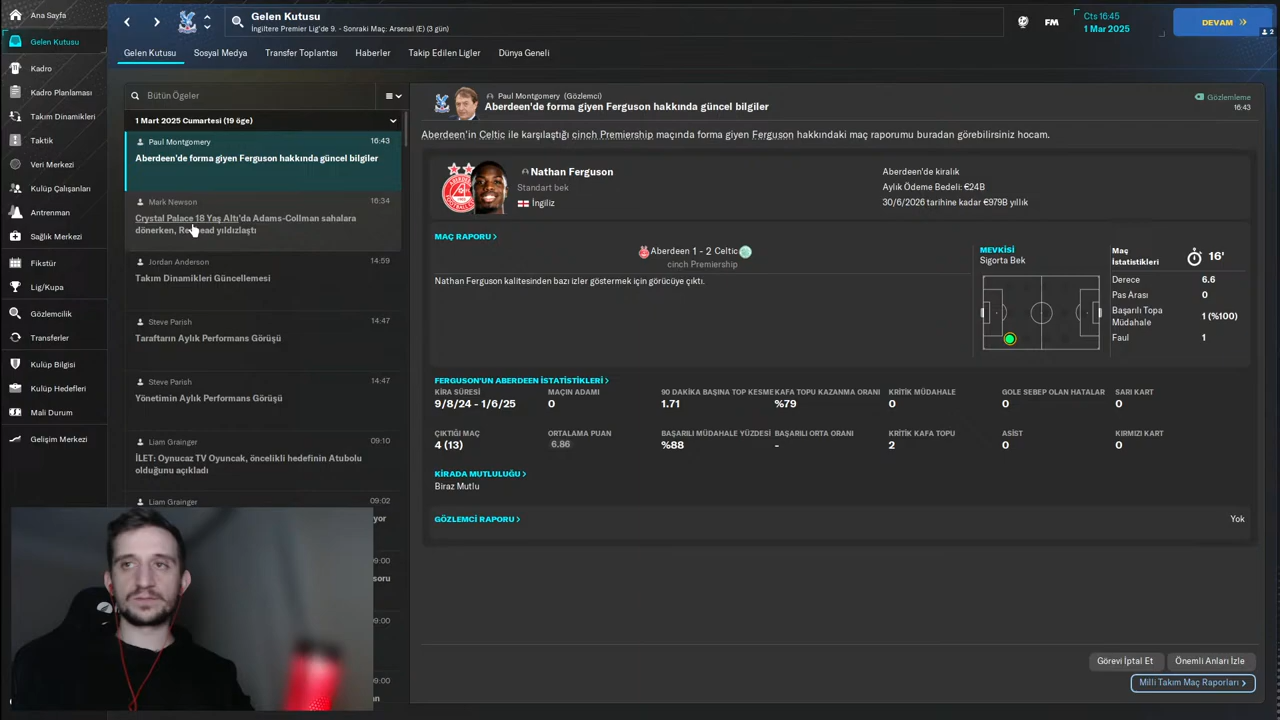 Ana Sayfa
Gelen Kutusu
Kadro
Kadro Planlaması
Takım Dinamikleri
Taktik
Veri Merkezi
Kulüp Çalışanları
Antrenman
Sağlık Merkezi
Fikstür
Lig/Kupa
Gözlemcilik
Transferler
Kulüp Bilgisi
Kulüp Hedefleri
Mali Durum
Gelişim Merkezi
Gelen Kutusu
İngiltere Premier Lig'de 9. - Sonraki Maç: Arsenal (E) (3 gün)
FM
Cts 16:45
1 Mar 2025
DEVAM
2
Gelen Kutusu
Sosyal Medya
Transfer Toplantısı
Haberler
Takip Edilen Ligler
Dünya Geneli
Bütün Ögeler
1 Mart 2025 Cumartesi (19 öge)
Paul Montgomery
16:43
Aberdeen'de forma giyen Ferguson hakkında güncel bilgiler
Mark Newson
16:34
Crystal Palace 18 Yaş Altı'da Adams-Collman sahalara
dönerken, Re ead yıldızlaştı
Jordan Anderson
14:59
Takım Dinamikleri Güncellemesi
Steve Parish
14:47
Taraftarın Aylık Performans Görüşü
Steve Parish
14:47
Yönetimin Aylık Performans Görüşü
Liam Grainger
09:10
İLET: Oynucaz TV Oyuncak, öncelikli hedefinin Atubolu
olduğunu açıkladı
Liam Grainger
09:02
yor
09:00
soru
09:00
09:00
an
Paul Montgomery (Gözlemci)
Aberdeen'de forma giyen Ferguson hakkında güncel bilgiler
Gözlemleme
16:43
Aberdeen'in Celtic ile karşılaştığı cinch Premiership maçında forma giyen Ferguson hakkındaki maç raporumu buradan görebilirsiniz hocam.
Nathan Ferguson
Standart bek
İngiliz
Aberdeen'de kiralık
Aylık Ödeme Bedeli: €24B
30/6/2026 tarihine kadar €979B yıllık
MAÇ RAPORU
Aberdeen 1 - 2 Celtic
cinch Premiership
Nathan Ferguson kalitesinden bazı izler göstermek için görücüye çıktı.
MEVKİSİ
Sigorta Bek
Maç
İstatistikleri
16'
Derece
6.6
Pas Arası
0
Başarılı Topa
Müdahale
1 (%100)
Faul
1
FERGUSON'UN ABERDEEN İSTATİSTİKLERİ
KİRA SÜRESİ
9/8/24 - 1/6/25
MAÇIN ADAMI
0
90 DAKİKA BAŞINA TOP KESME
1.71
KAFA TOPU KAZANMA ORANI
%79
KRİTİK MÜDAHALE
0
GOLE SEBEP OLAN HATALAR
0
SARI KART
0
ÇIKTIĞI MAÇ
4 (13)
ORTALAMA PUAN
6.86
BAŞARILI MÜDAHALE YÜZDESİ
%88
BAŞARILI ORTA ORANI
-
KRİTİK KAFA TOPU
2
ASİST
0
KIRMIZI KART
0
KİRADA MUTLULUĞU
Biraz Mutlu
GÖZLEMCİ RAPORU
Yok
Görevi İptal Et
Önemli Anları İzle
Milli Takım Maç Raporları